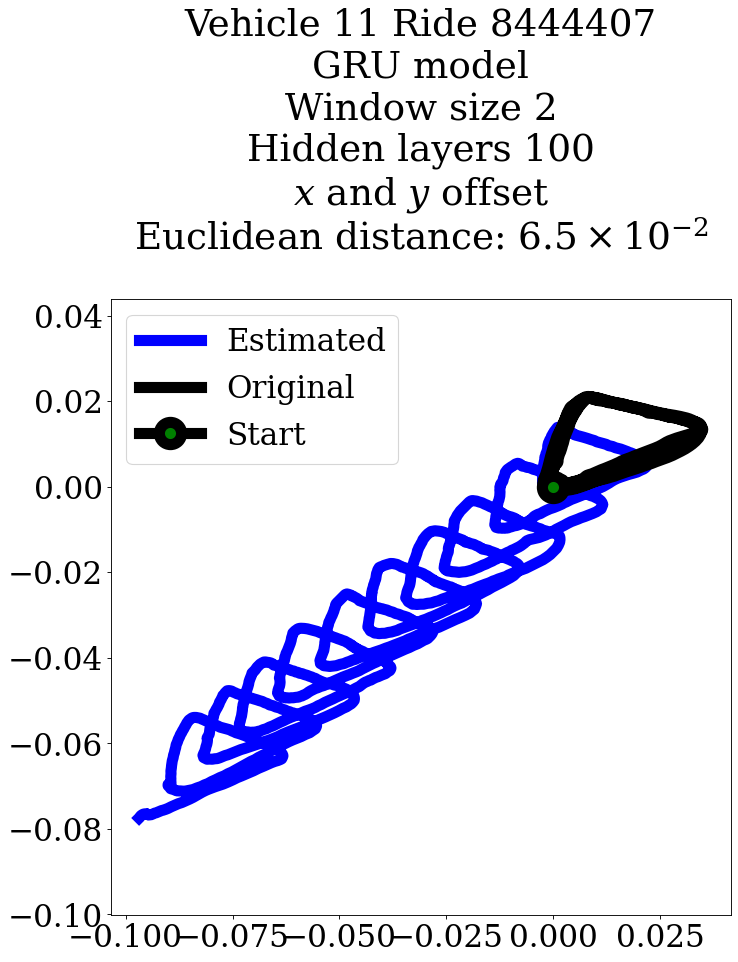 Vehicle 11 Ride 8444407
GRU model
Window size 2
Hidden layers 100
x and y offset
Euclidean distance: 6.5 × 10⁻²
Estimated
Original
Start
0.04
0.02
0.00
−0.02
−0.04
−0.06
−0.08
−0.10
−0.100 −0.075 −0.050 −0.025 0.000 0.025